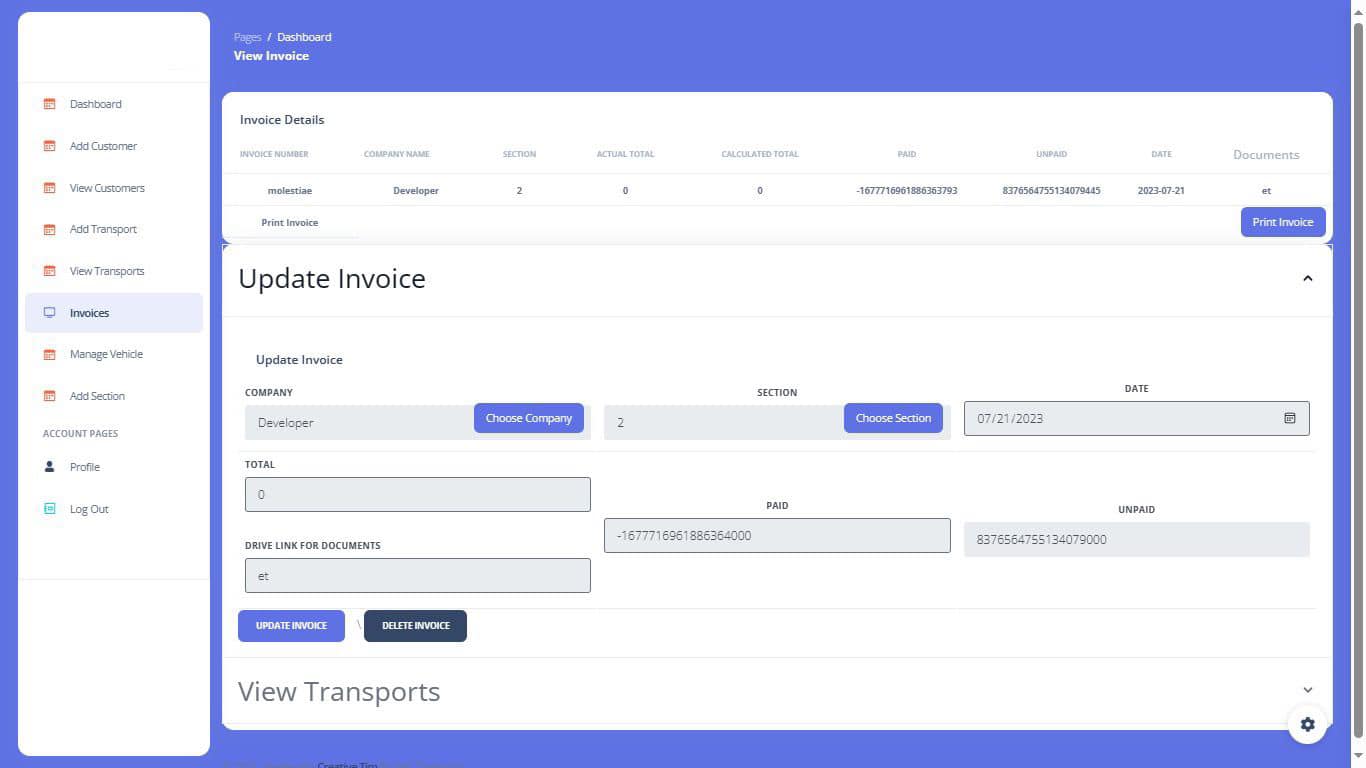 Pages / Dashboard
View Invoice
Dashboard
Add Customer
View Customers
Add Transport
View Transports
Invoices
Manage Vehicle
Add Section
ACCOUNT PAGES
Profile
Log Out
Invoice Details
INVOICE NUMBER COMPANY NAME SECTION ACTUAL TOTAL CALCULATED TOTAL PAID UNPAID DATE Documents
molestiae Developer 2 0 0 -1677716961886363793 8376564755134079445 2023-07-21 et
Print Invoice Print Invoice
Update Invoice
Update Invoice
COMPANY SECTION DATE
Developer Choose Company 2 Choose Section 07/21/2023
TOTAL
0
PAID UNPAID
-1677716961886364000 8376564755134079000
DRIVE LINK FOR DOCUMENTS
et
UPDATE INVOICE \ DELETE INVOICE
View Transports
Creative Tim